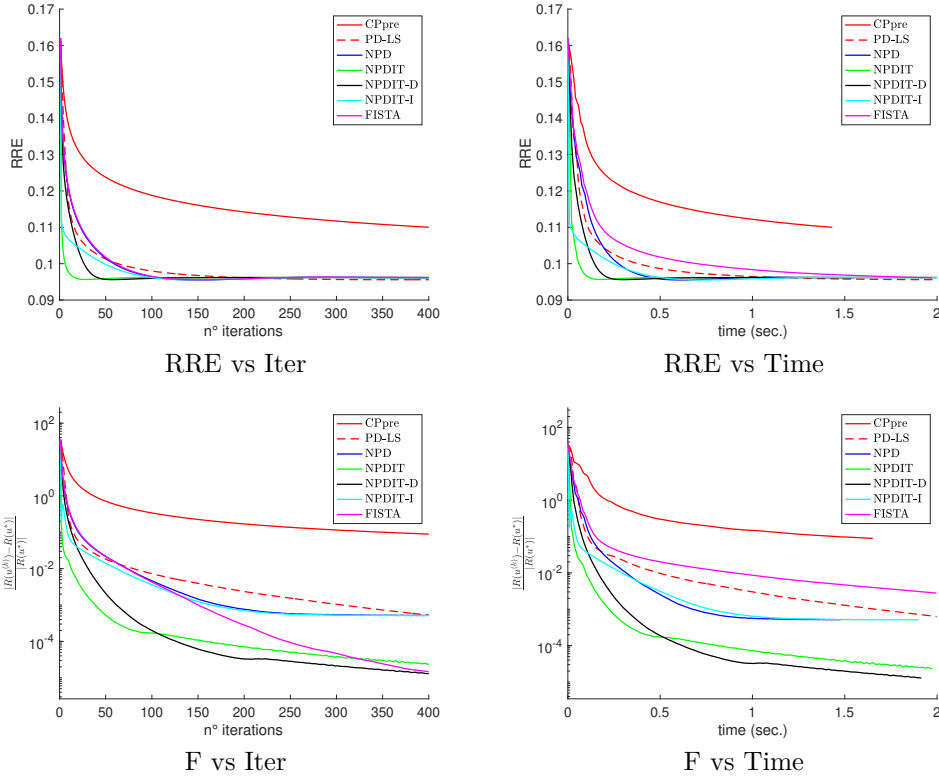 0.17
0.16
0.15
0.14
0.13
0.12
0.11
0.1
0.09
RRE
0 50 100 150 200 250 300 350 400
n° iterations
CPpre
PD-LS
NPD
NPDIT
NPDIT-D
NPDIT-I
FISTA
RRE vs Iter
0.17
0.16
0.15
0.14
0.13
0.12
0.11
0.1
0.09
RRE
0 0.5 1 1.5 2
time (sec.)
CPpre
PD-LS
NPD
NPDIT
NPDIT-D
NPDIT-I
FISTA
RRE vs Time
10^2
10^0
10^-2
10^-4
|R(u^(k))−R(u*)|
|R(u*)|
0 50 100 150 200 250 300 350 400
n° iterations
CPpre
PD-LS
NPD
NPDIT
NPDIT-D
NPDIT-I
FISTA
F vs Iter
10^2
10^0
10^-2
10^-4
|R(u^(k))−R(u*)|
|R(u*)|
0 0.5 1 1.5 2
time (sec.)
CPpre
PD-LS
NPD
NPDIT
NPDIT-D
NPDIT-I
FISTA
F vs Time